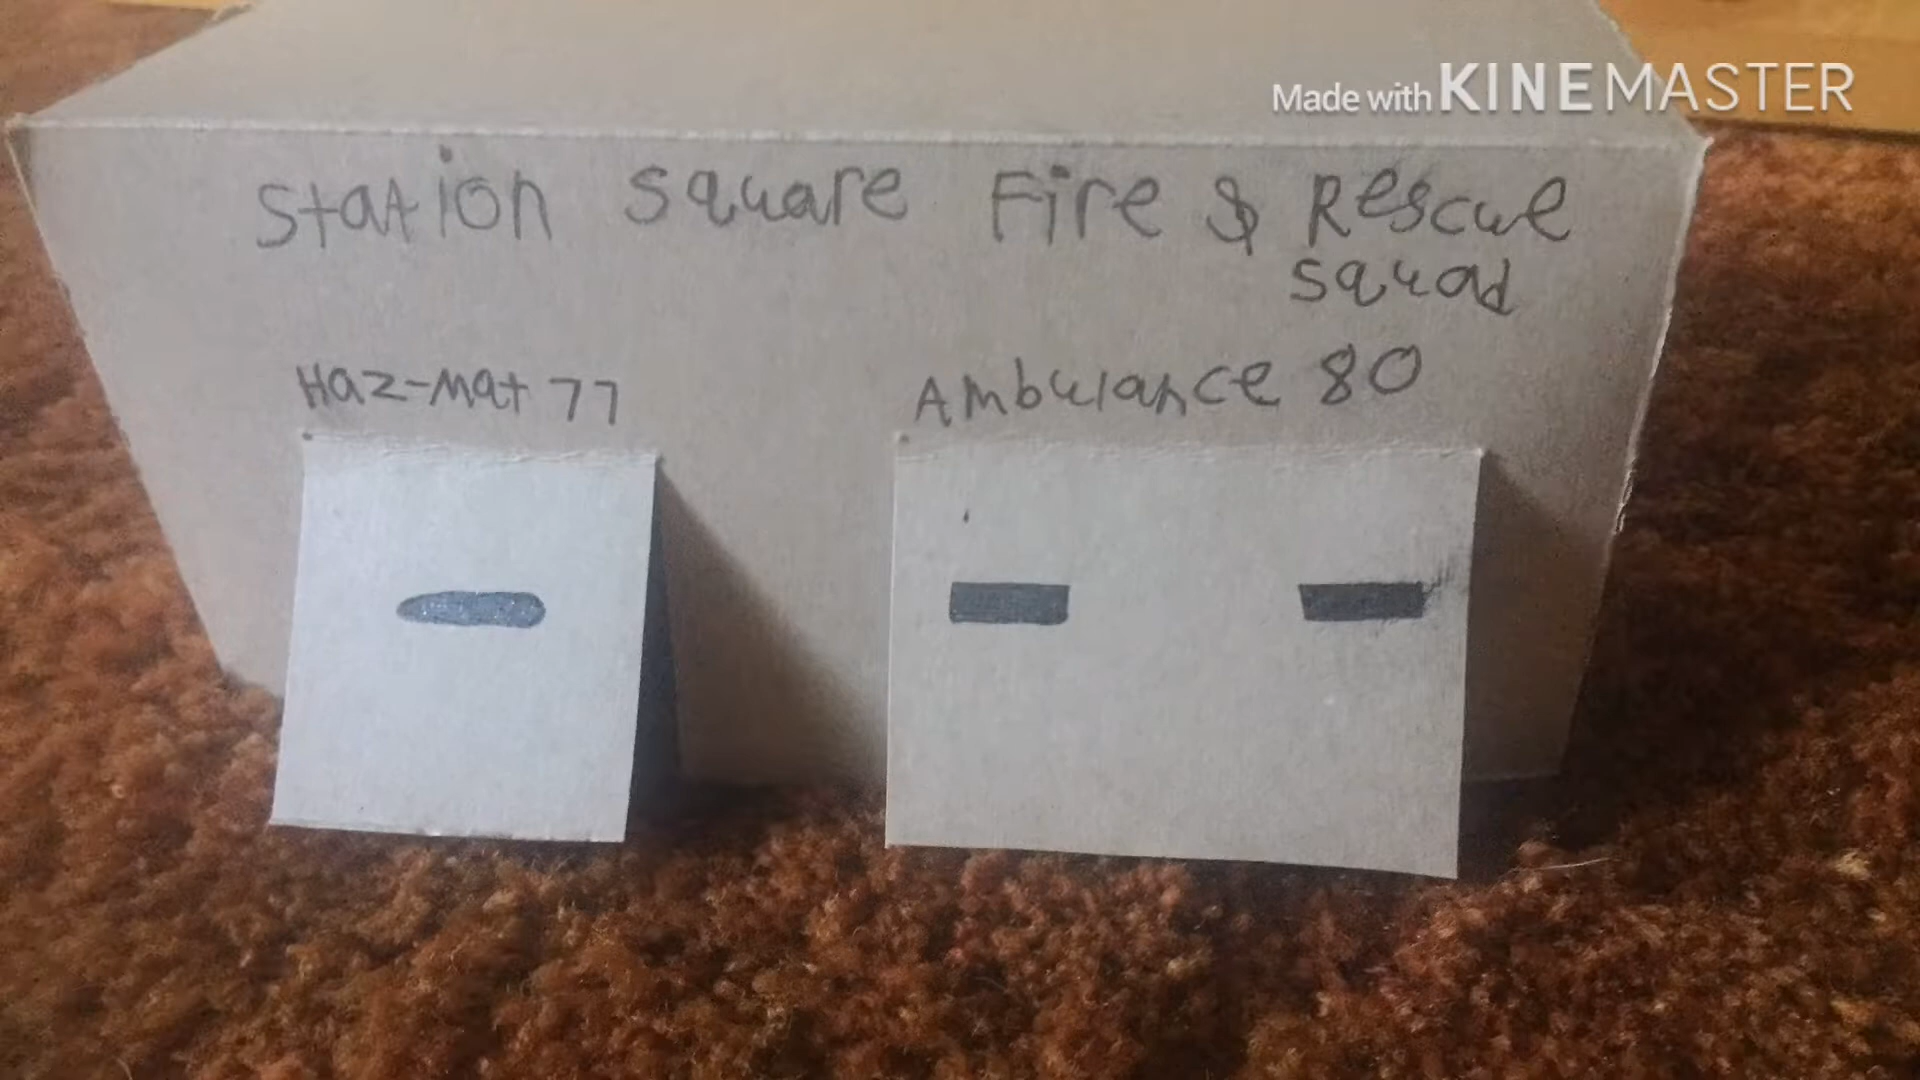 Made with KINEMASTER
Station Square Fire & Rescue
Squad
Haz-Mat 77
Ambulance 80